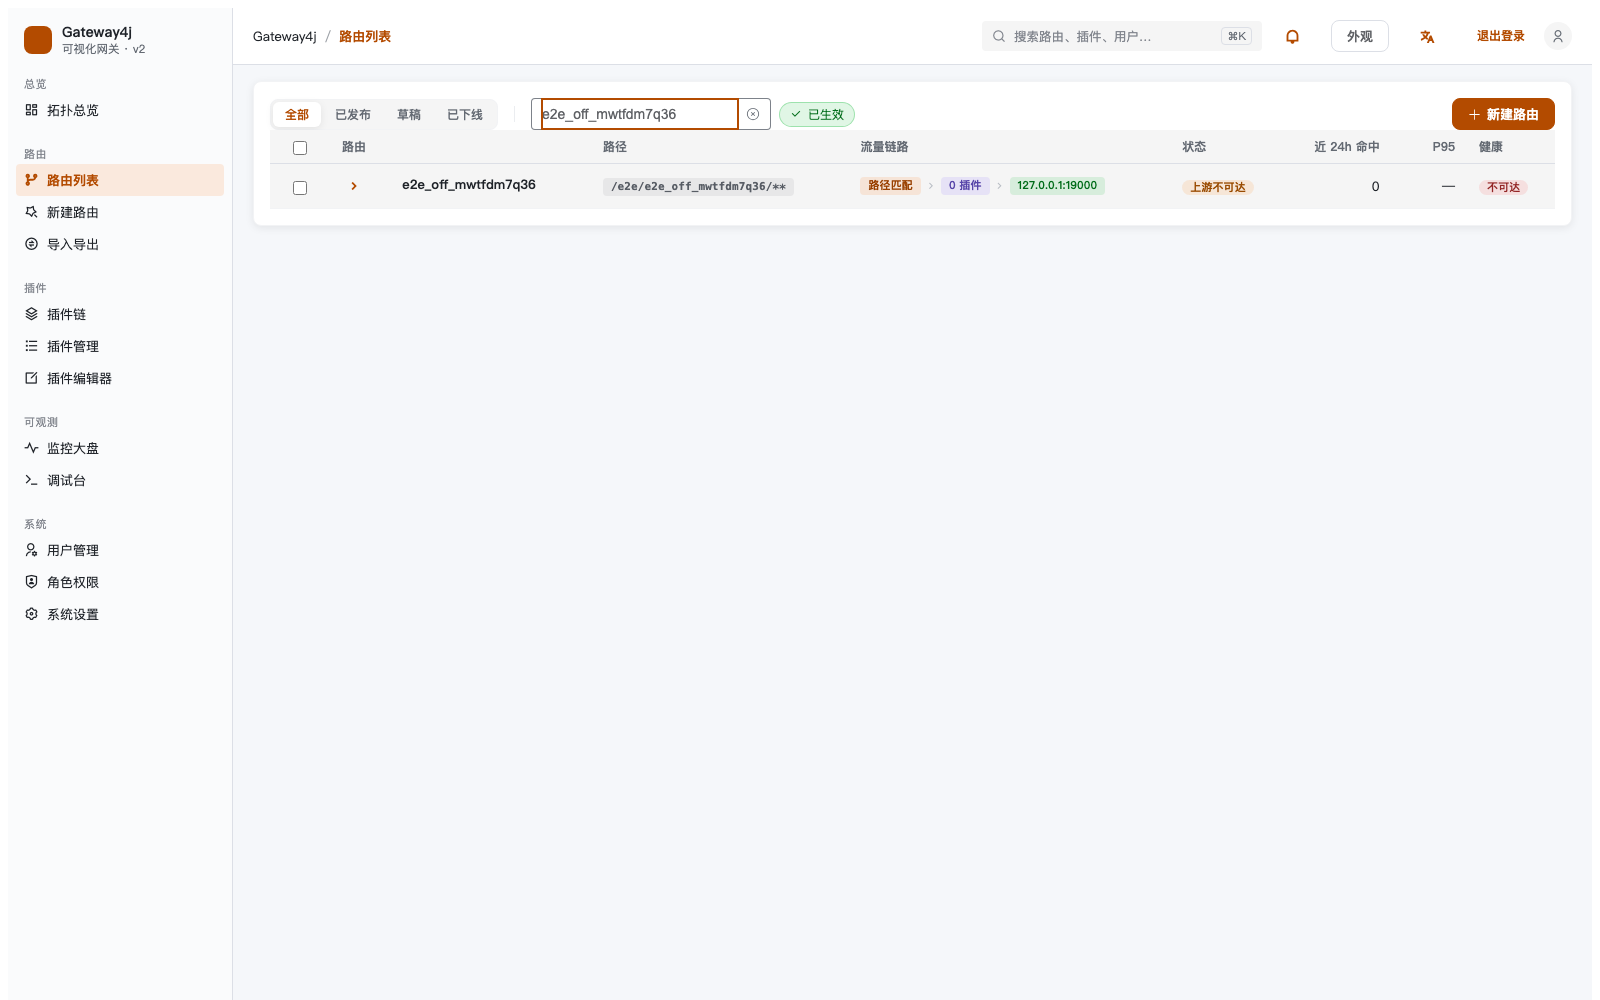 Gateway4j
可视化网关 · v2
总览
拓扑总览
路由
路由列表
新建路由
导入导出
插件
插件链
插件管理
插件编辑器
可观测
监控大盘
调试台
系统
用户管理
角色权限
系统设置
Gateway4j / 路由列表
搜索路由、插件、用户... ⌘K
外观
退出登录
全部 已发布 草稿 已下线
e2e_off_mwtfdm7q36
已生效
新建路由
路由 路径 流量链路 状态 近 24h 命中 P95 健康
e2e_off_mwtfdm7q36 /e2e/e2e_off_mwtfdm7q36/** 路径匹配 › 0 插件 › 127.0.0.1:19000 上游不可达 0 — 不可达